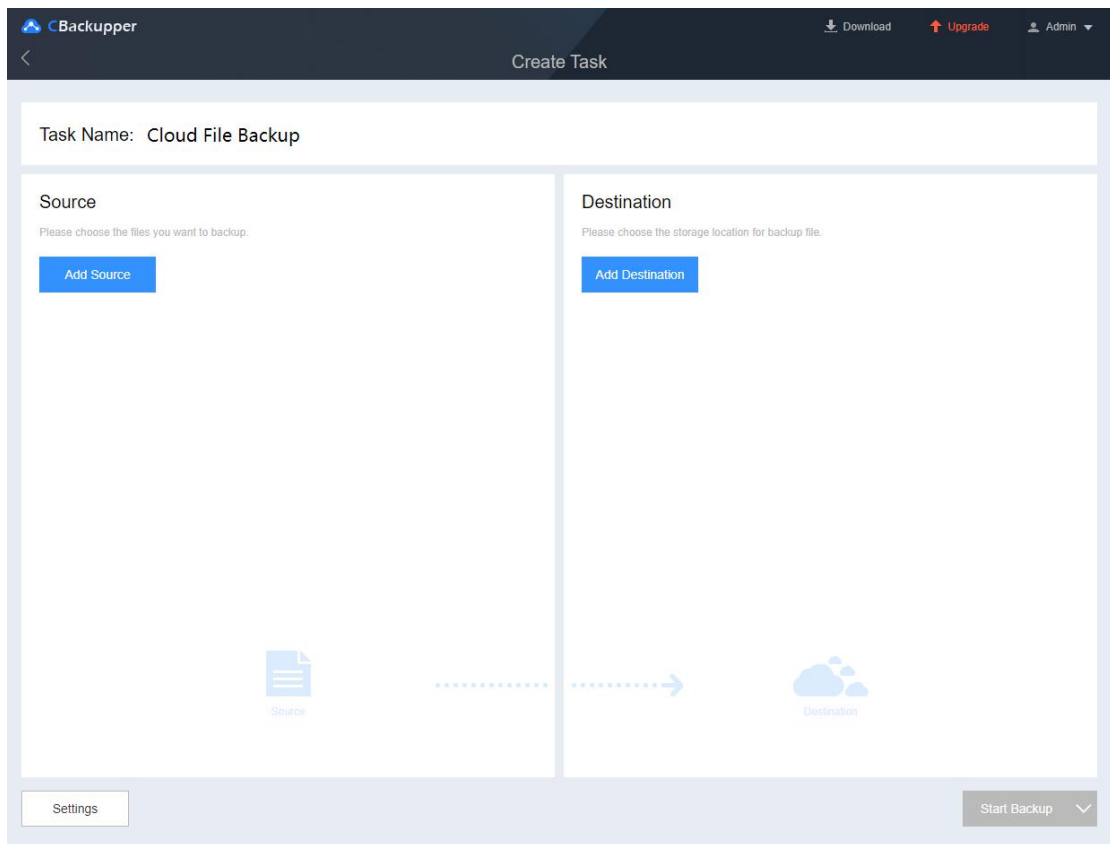 CBackupper
Download
Upgrade
Admin
Create Task
Task Name: Cloud File Backup
Source
Please choose the files you want to backup.
Add Source
Destination
Please choose the storage location for backup file.
Add Destination
Source
Destination
Settings
Start Backup